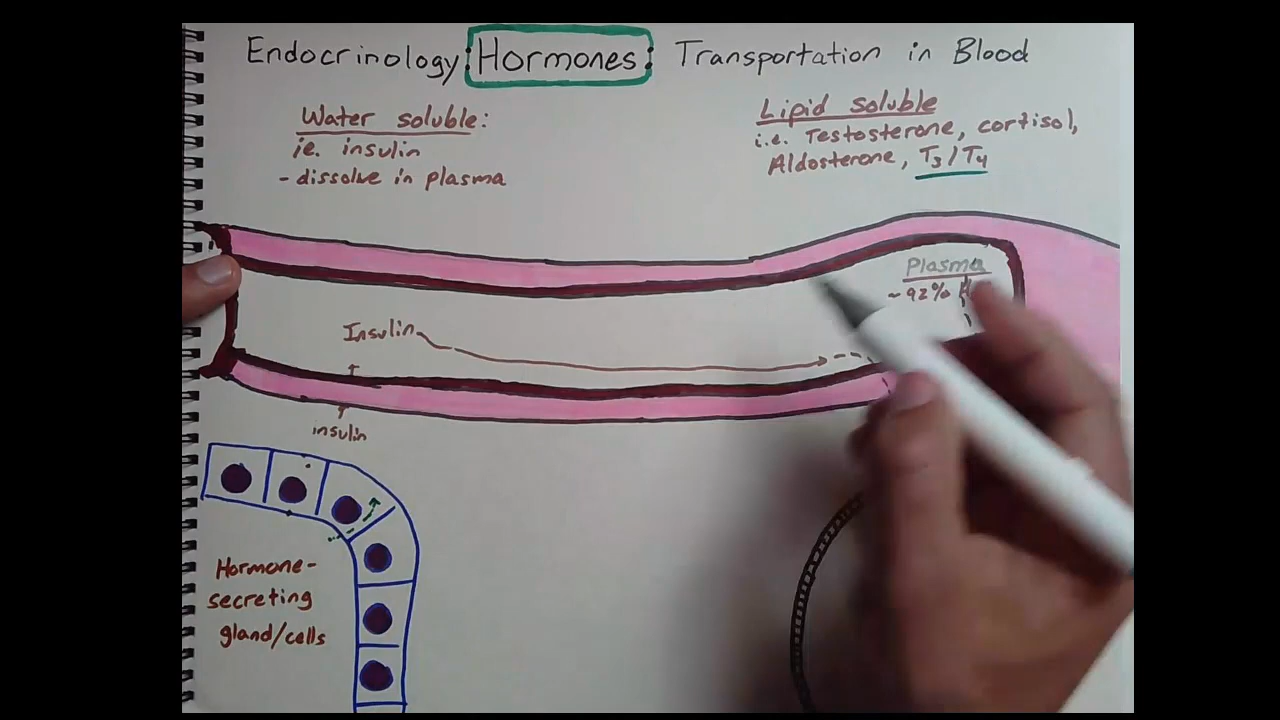 Endocrinology: Hormones: Transportation in Blood
Water soluble:
ie. insulin
- dissolve in plasma
Lipid soluble
i.e. Testosterone, cortisol,
Aldosterone, T3/T4
Plasma
~92%
Insulin
insulin
Hormone-
secreting
gland/cells